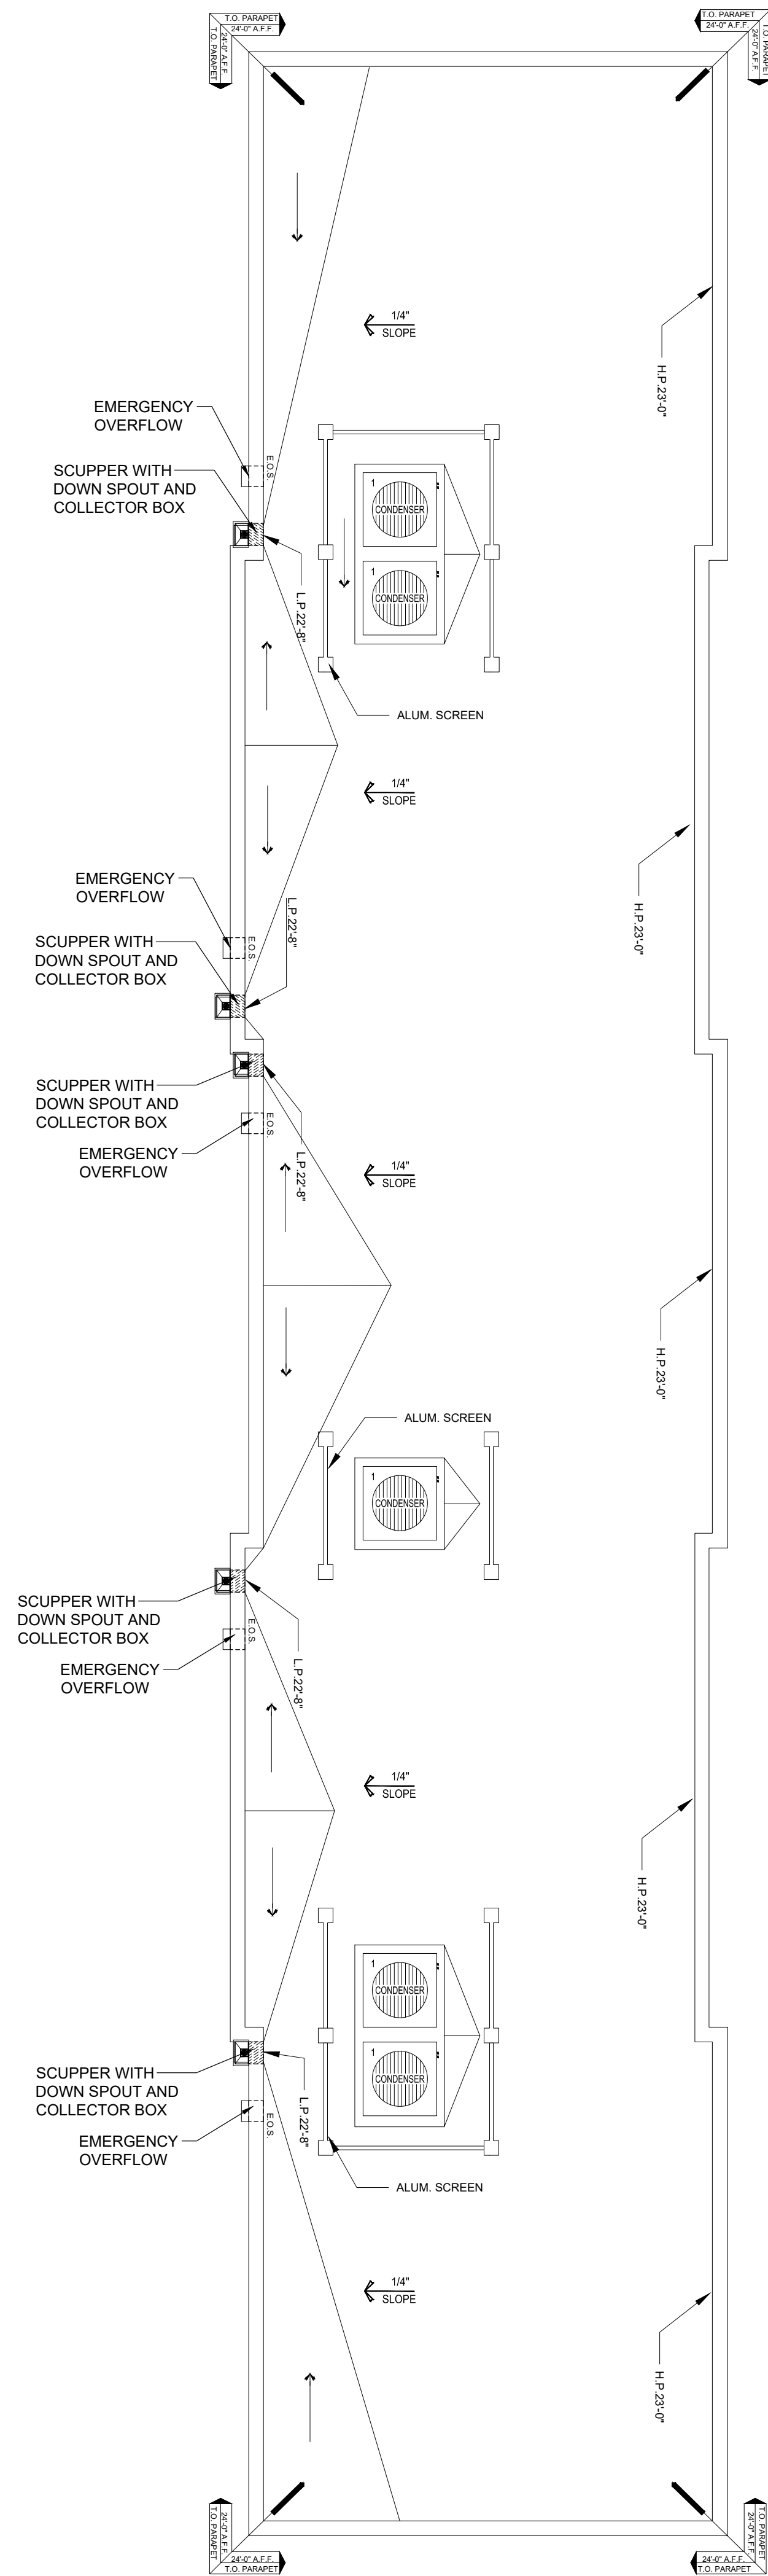 T.O. PARAPET
24'-0" A.F.F.
24'-0" A.F.F.
T.O. PARAPET
T.O. PARAPET
24'-0" A.F.F.
T.O. PARAPET
24'-0" A.F.F.
1/4"
SLOPE
H.P.23'-0"
EMERGENCY
OVERFLOW
E.O.S.
SCUPPER WITH
DOWN SPOUT AND
COLLECTOR BOX
1
CONDENSER
1
CONDENSER
L.P.22'-8"
ALUM. SCREEN
1/4"
SLOPE
H.P.23'-0"
EMERGENCY
OVERFLOW
L.P.22'-8"
E.O.S.
SCUPPER WITH
DOWN SPOUT AND
COLLECTOR BOX
SCUPPER WITH
DOWN SPOUT AND
COLLECTOR BOX
E.O.S.
EMERGENCY
OVERFLOW
L.P.22'-8"
1/4"
SLOPE
H.P.23'-0"
ALUM. SCREEN
1
CONDENSER
SCUPPER WITH
DOWN SPOUT AND
COLLECTOR BOX
E.O.S.
EMERGENCY
OVERFLOW
L.P.22'-8"
1/4"
SLOPE
H.P.23'-0"
1
CONDENSER
1
CONDENSER
SCUPPER WITH
DOWN SPOUT AND
COLLECTOR BOX
L.P.22'-8"
E.O.S.
EMERGENCY
OVERFLOW
ALUM. SCREEN
1/4"
SLOPE
H.P.23'-0"
24'-0" A.F.F.
T.O. PARAPET
24'-0" A.F.F.
T.O. PARAPET
T.O. PARAPET
24'-0" A.F.F.
24'-0" A.F.F.
T.O. PARAPET